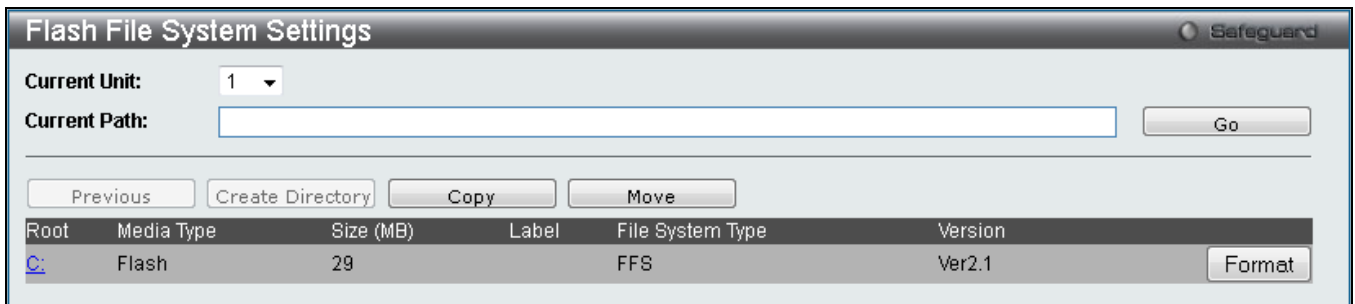 Flash File System Settings Safeguard
Current Unit: 1
Current Path: Go
Previous Create Directory Copy Move
Root Media Type Size (MB) Label File System Type Version
C: Flash 29 FFS Ver2.1 Format